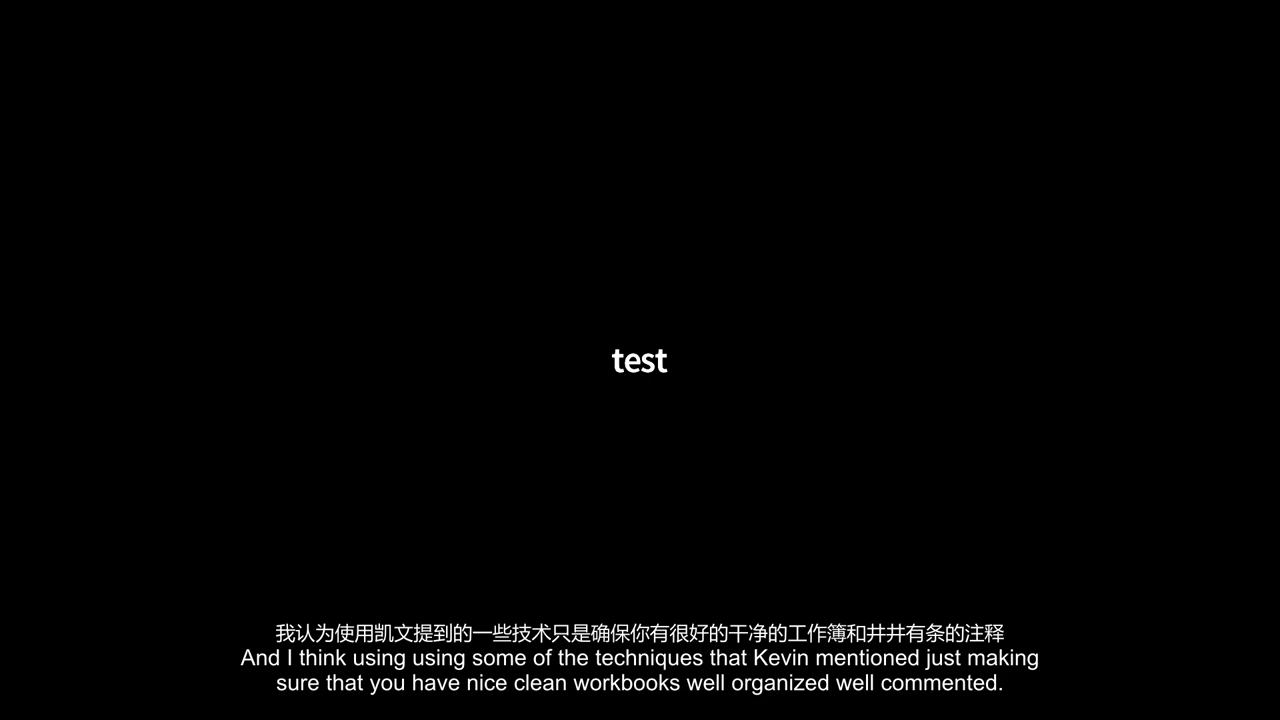 test
我认为使用凯文提到的一些技术只是确保你有很好的干净的工作簿和井井有条的注释
And I think using using some of the techniques that Kevin mentioned just making
sure that you have nice clean workbooks well organized well commented.